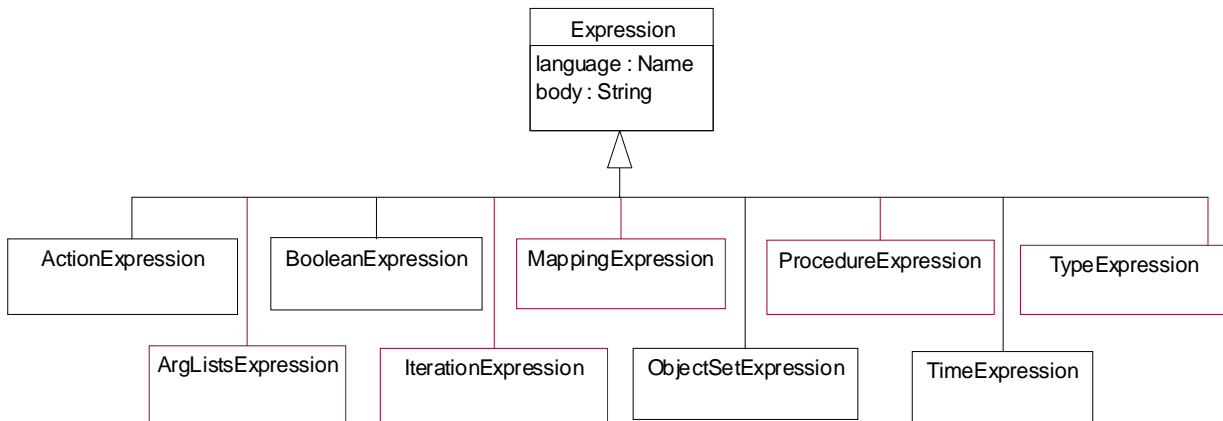 Expression
language : Name
body : String
ActionExpression
BooleanExpression
MappingExpression
ProcedureExpression
TypeExpression
ArgListsExpression
IterationExpression
ObjectSetExpression
TimeExpression